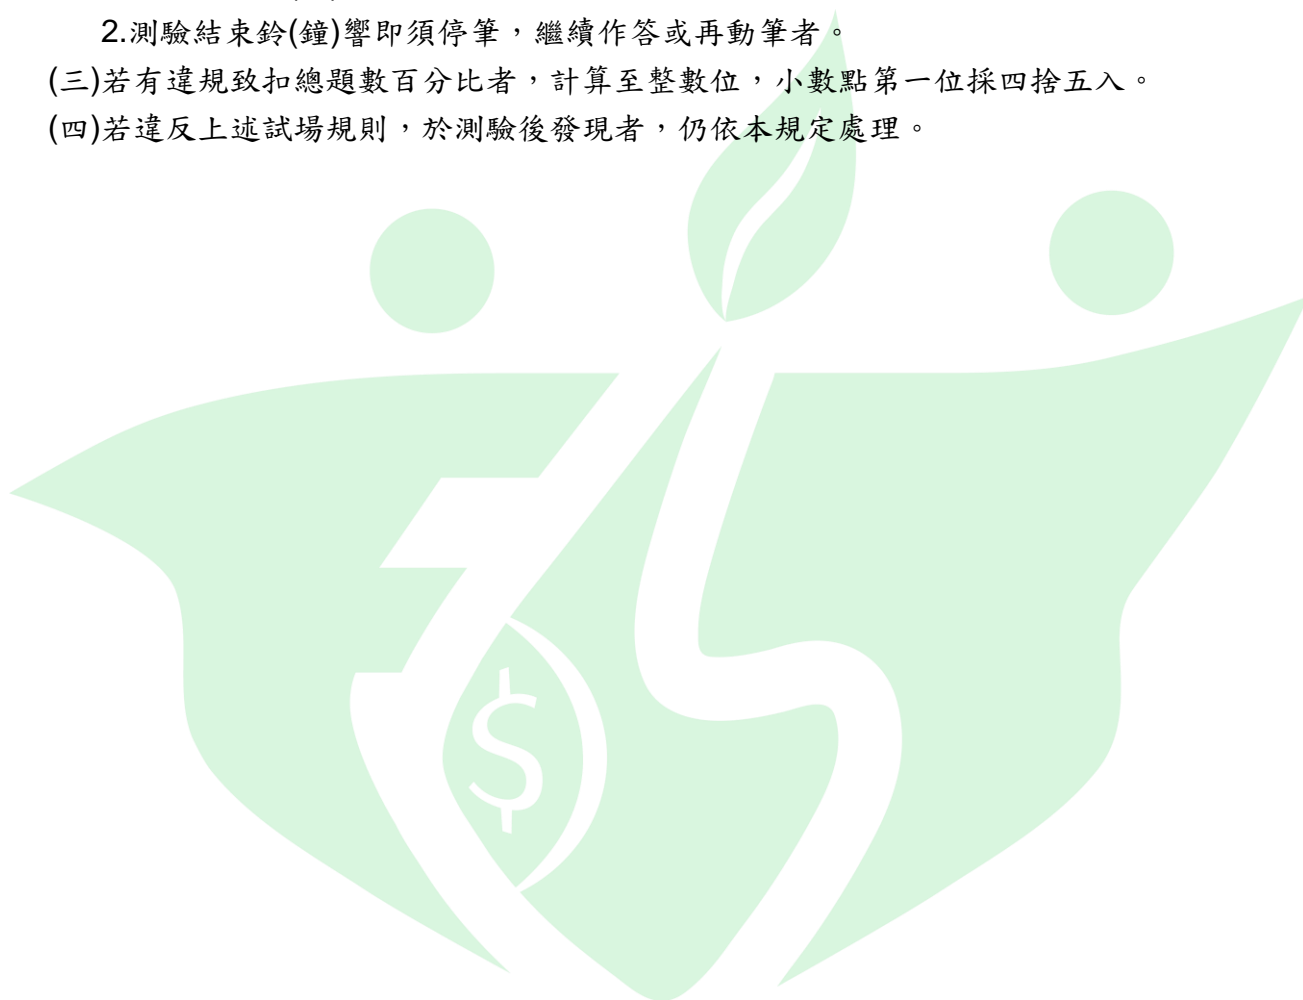 2.測驗結束鈴(鐘)響即須停筆，繼續作答或再動筆者。
(三)若有違規致扣總題數百分比者，計算至整數位，小數點第一位採四捨五入。
(四)若違反上述試場規則，於測驗後發現者，仍依本規定處理。
$